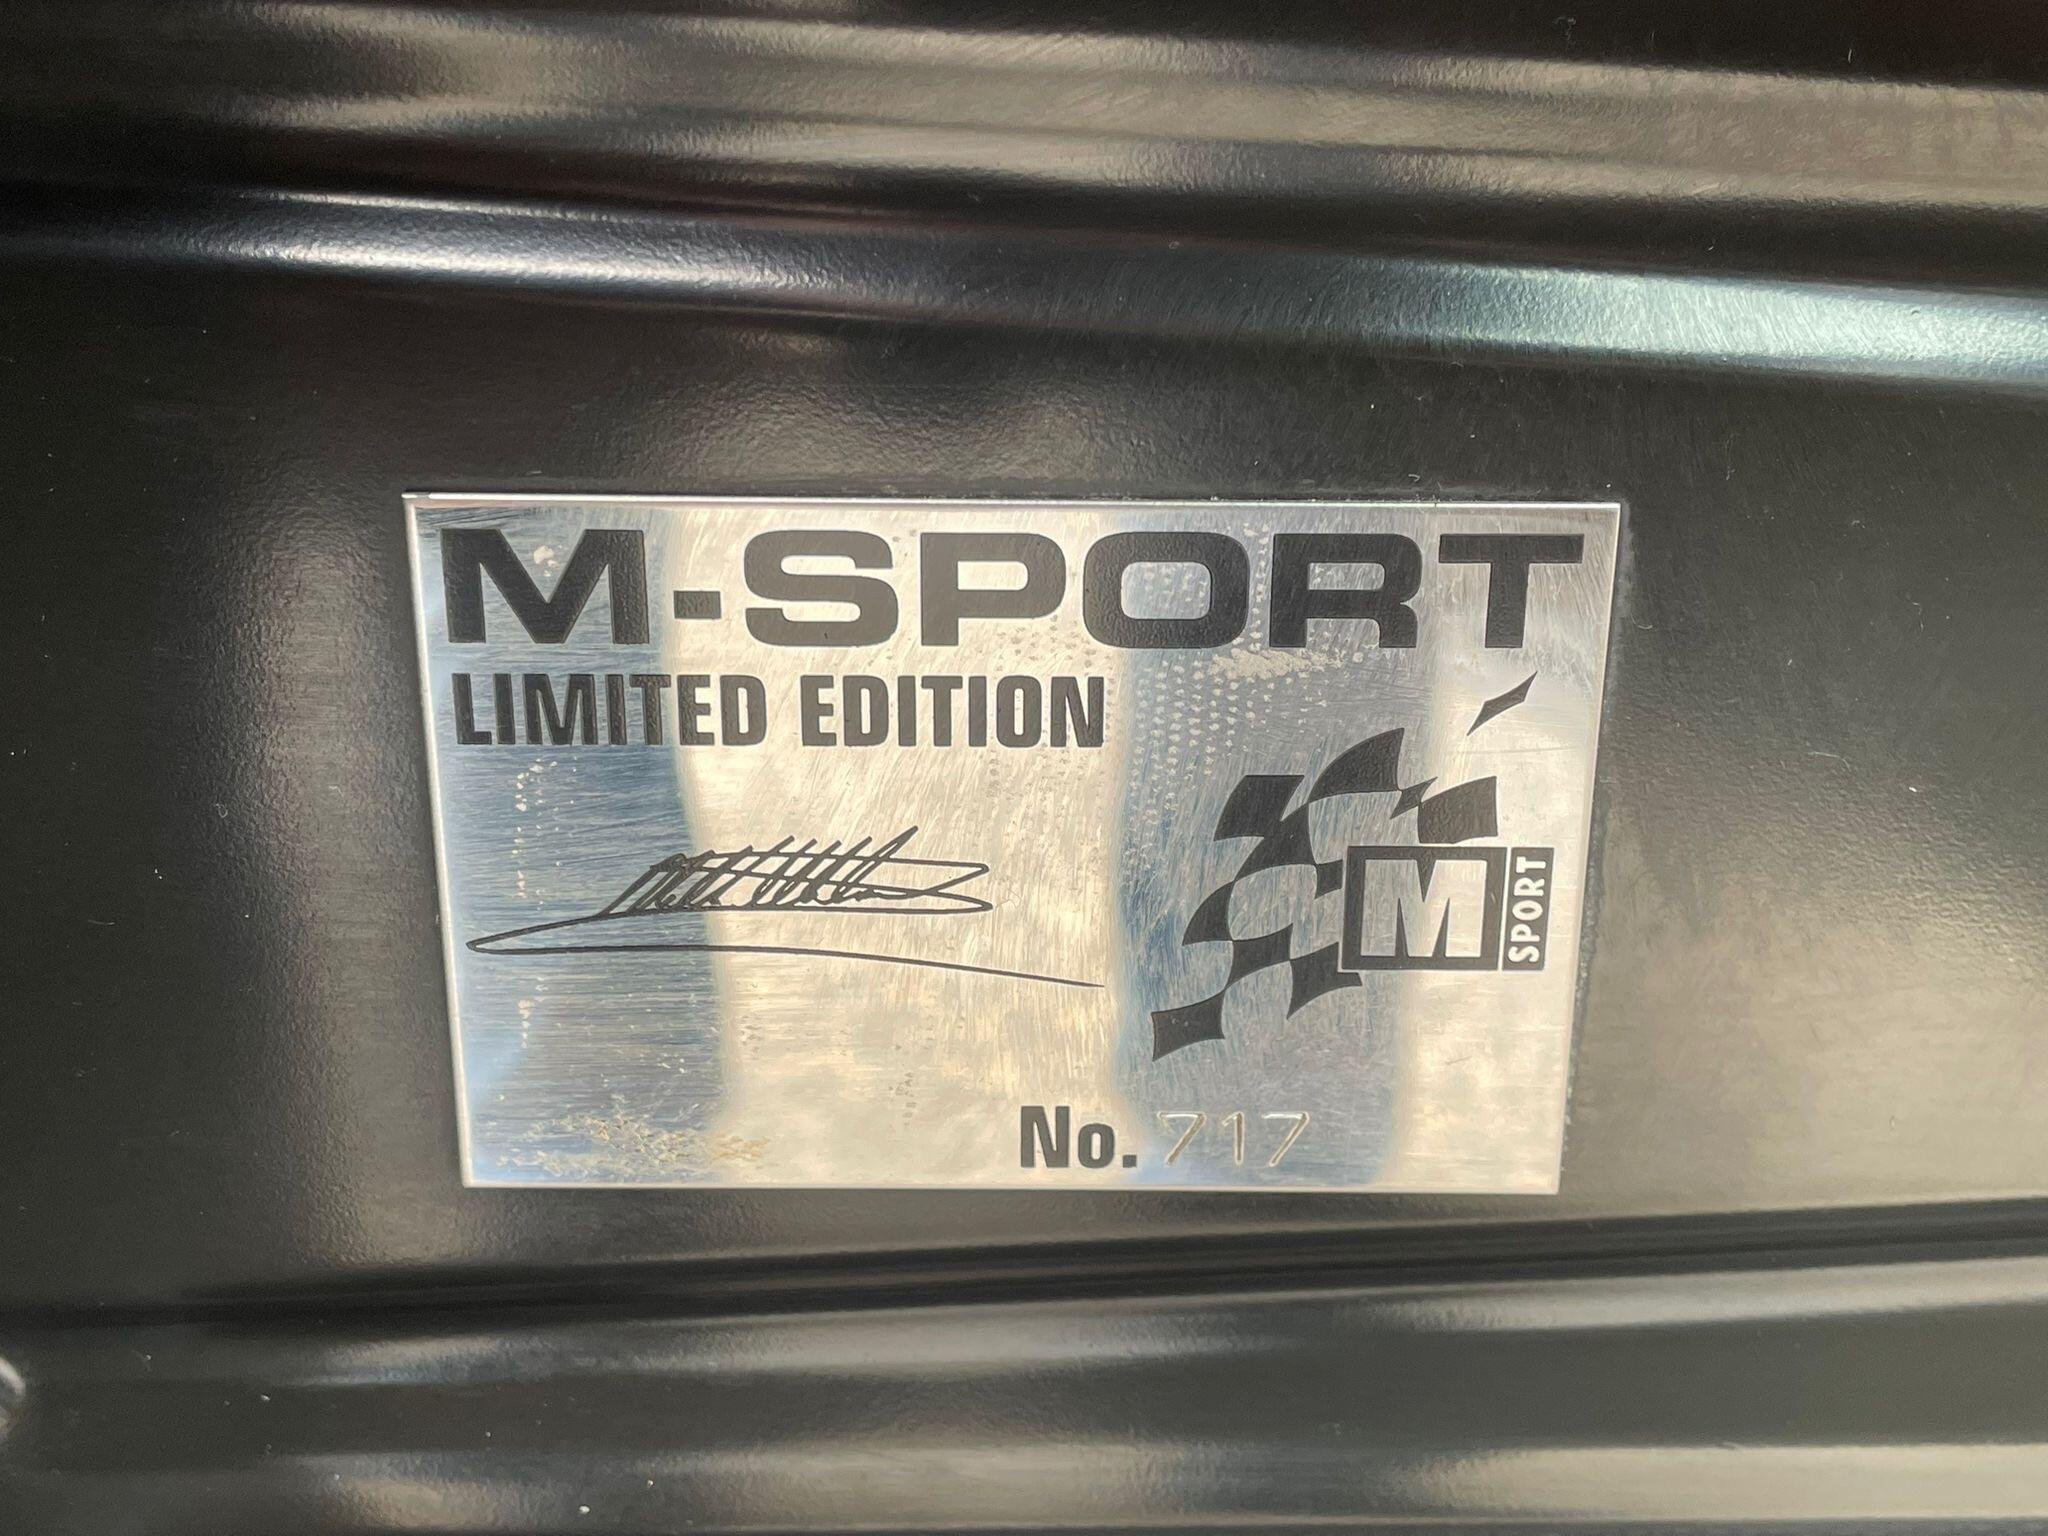 M-SPORT
LIMITED EDITION
M
SPORT
No. 717